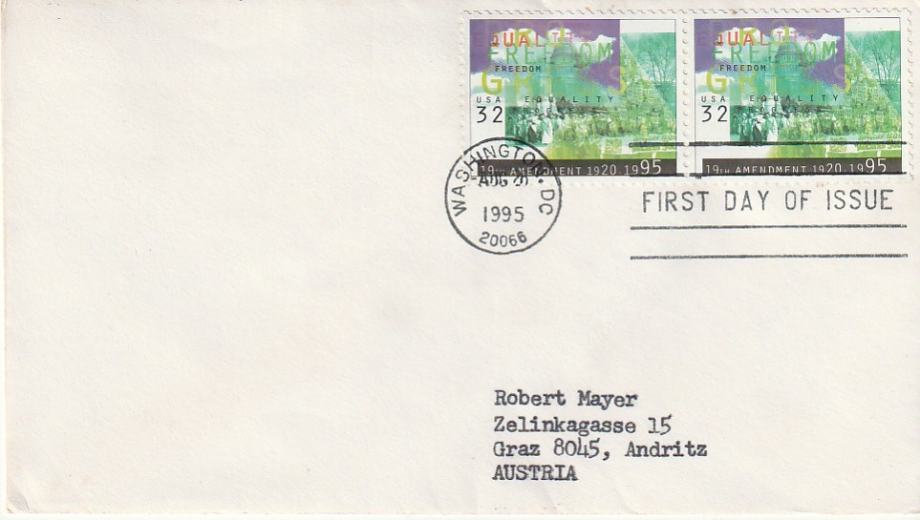 EQUALITY
FREEDOM
FREEDOM
USA EQUALITY
32
19TH AMENDMENT 1920.1995
EQUALITY
FREEDOM
FREEDOM
USA EQUALITY
32
19TH AMENDMENT 1920.1995
WASHINGTON, DC
AUG
1995
20066
FIRST DAY OF ISSUE
Robert Mayer
Zelinkagasse 15
Graz 8045, Andritz
AUSTRIA